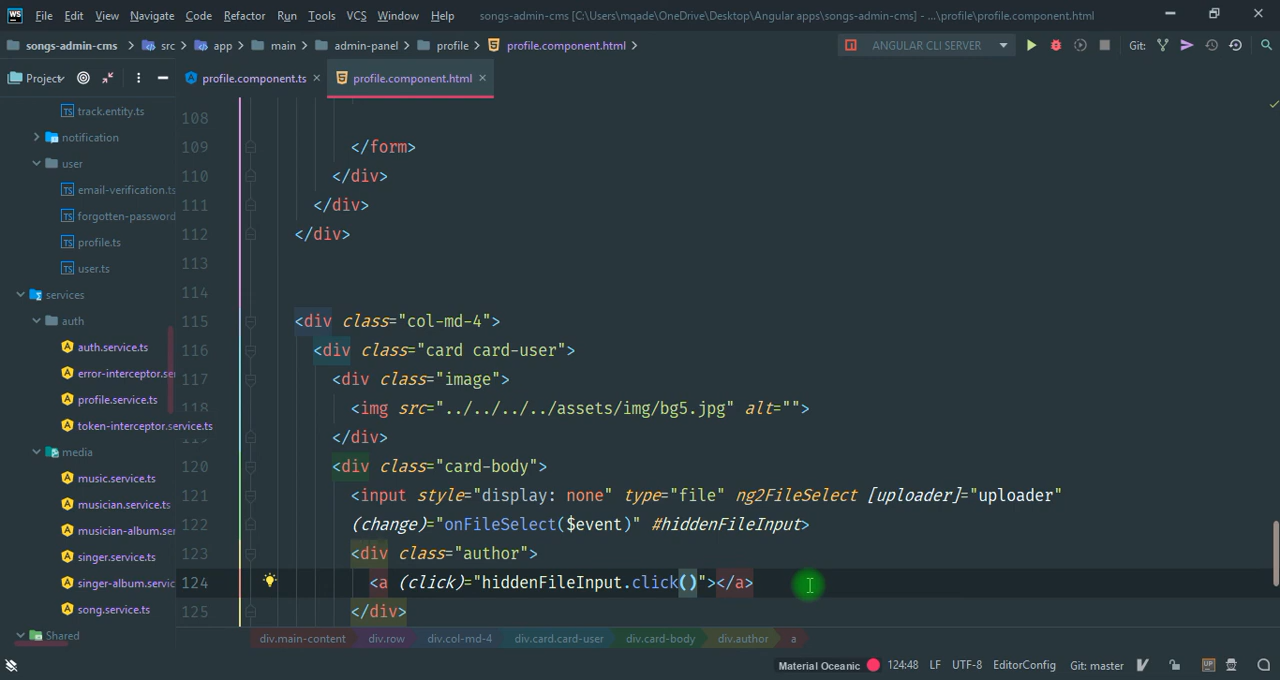 WS File Edit View Navigate Code Refactor Run Tools VCS Window Help songs-admin-cms [C:\Users\mqade\OneDrive\Desktop\Angular apps\songs-admin-cms] - ...\profile\profile.component.html
songs-admin-cms src app main admin-panel profile profile.component.html ANGULAR CLI SERVER Git:
Project profile.component.ts profile.component.html
track.entity.ts
notification
user
email-verification.ts
forgotten-password
profile.ts
user.ts
services
auth
auth.service.ts
error-interceptor.se
profile.service.ts
token-interceptor.service.ts
media
music.service.ts
musician.service.ts
musician-album.ser
singer.service.ts
singer-album.servic
song.service.ts
Shared
108
109 </form>
110 </div>
111 </div>
112 </div>
113
114
115 <div class="col-md-4">
116 <div class="card card-user">
117 <div class="image">
118 <img src="../../../../assets/img/bg5.jpg" alt="">
</div>
120 <div class="card-body">
121 <input style="display: none" type="file" ng2FileSelect [uploader]="uploader"
122 (change)="onFileSelect($event)" #hiddenFileInput>
123 <div class="author">
124 <a (click)="hiddenFileInput.click()"></a>
125 </div>
div.main-content div.row div.col-md-4 div.card.card-user div.card-body div.author a
Material Oceanic 124:48 LF UTF-8 EditorConfig Git: master UP